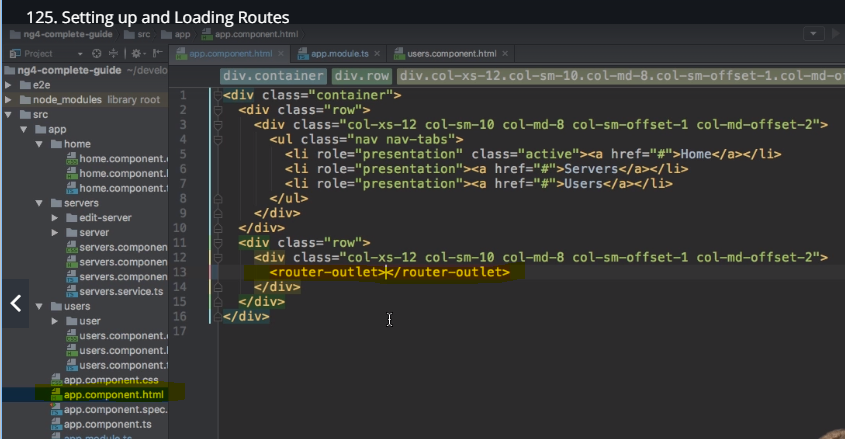 125. Setting up and Loading Routes
ng4-complete-guide src app app.component.html
Project
app.component.html app.module.ts users.component.html
div.container div.row div.col-xs-12.col-sm-10.col-md-8.col-sm-offset-1.col-md-o
ng4-complete-guide ~/develo
e2e
node_modules library root
src
app
home
home.component.
home.component.h
home.component.t
servers
edit-server
server
servers.componen
servers.componen
servers.componen
servers.service.ts
users
user
users.component.
users.component.l
users.component.t
app.component.css
app.component.html
app.component.spec.
app.component.ts
app.module.ts
1 <div class="container">
2 <div class="row">
3 <div class="col-xs-12 col-sm-10 col-md-8 col-sm-offset-1 col-md-offset-2">
4 <ul class="nav nav-tabs">
5 <li role="presentation" class="active"><a href="#">Home</a></li>
6 <li role="presentation"><a href="#">Servers</a></li>
7 <li role="presentation"><a href="#">Users</a></li>
8 </ul>
9 </div>
10 </div>
11 <div class="row">
12 <div class="col-xs-12 col-sm-10 col-md-8 col-sm-offset-1 col-md-offset-2">
13 <router-outlet></router-outlet>
14 </div>
15 </div>
16 </div>
17